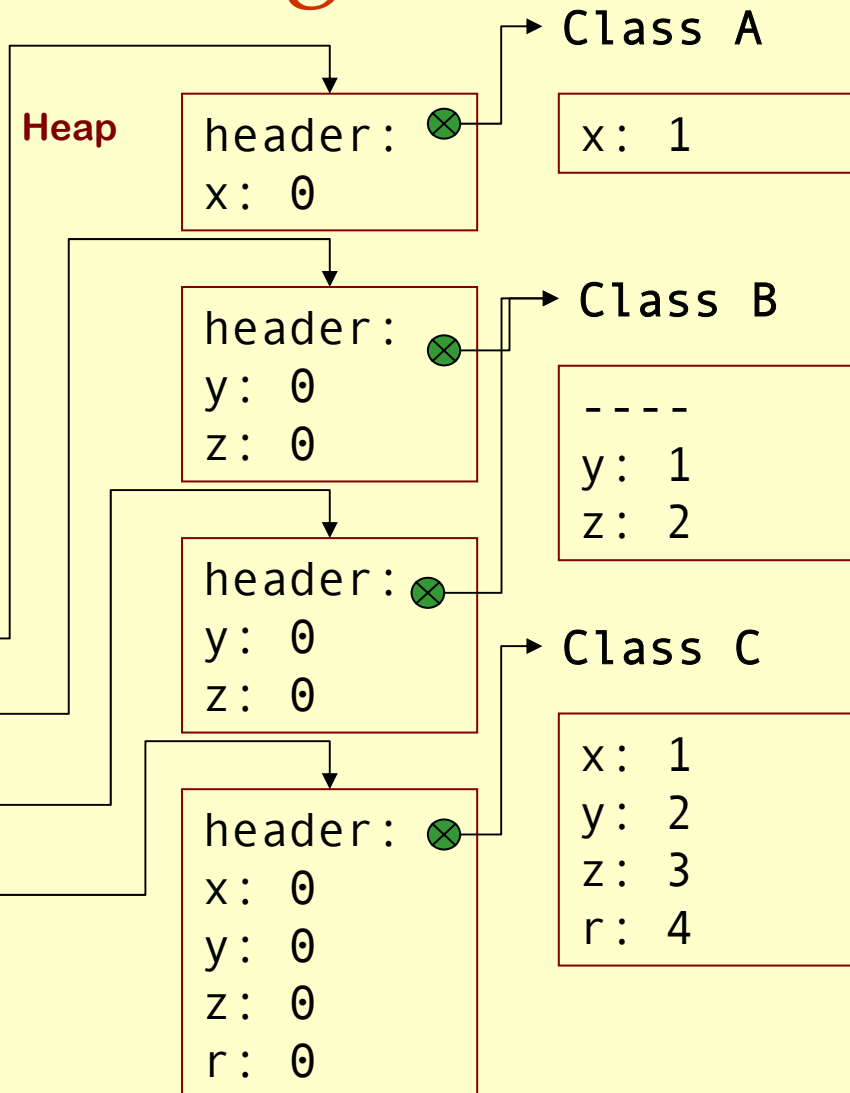 Heap
header:
x: 0
header:
y: 0
z: 0
header:
y: 0
z: 0
header:
x: 0
y: 0
z: 0
r: 0
Class A
x: 1
Class B
----
y: 1
z: 2
Class C
x: 1
y: 2
z: 3
r: 4